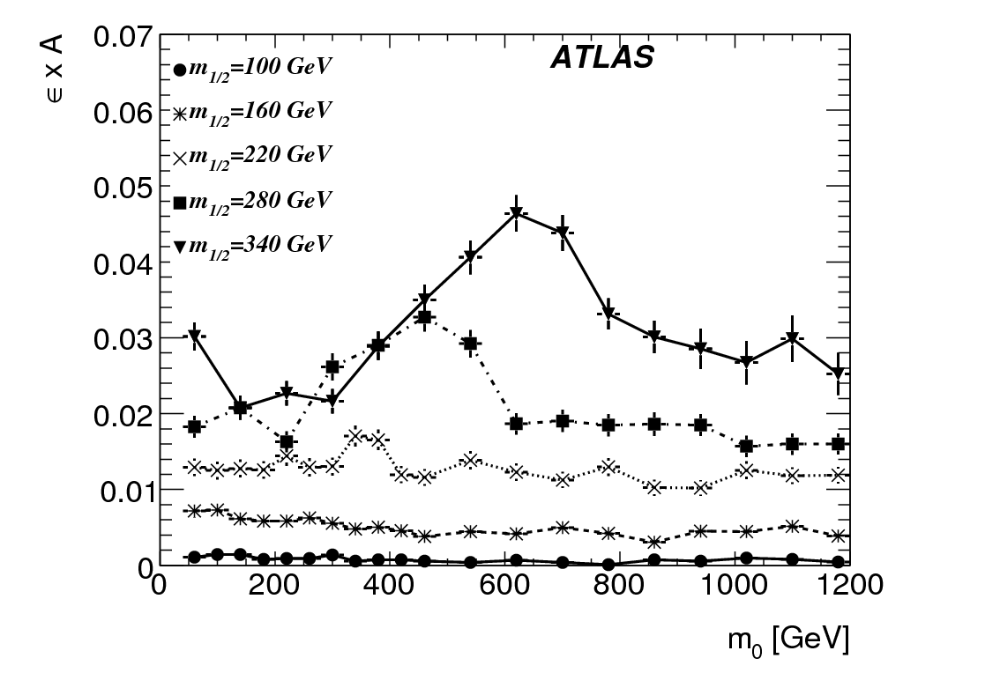 ∈ x A
0.07
0.06
0.05
0.04
0.03
0.02
0.01
0
ATLAS
m1/2=100 GeV
m1/2=160 GeV
m1/2=220 GeV
m1/2=280 GeV
m1/2=340 GeV
0 200 400 600 800 1000 1200
m0 [GeV]